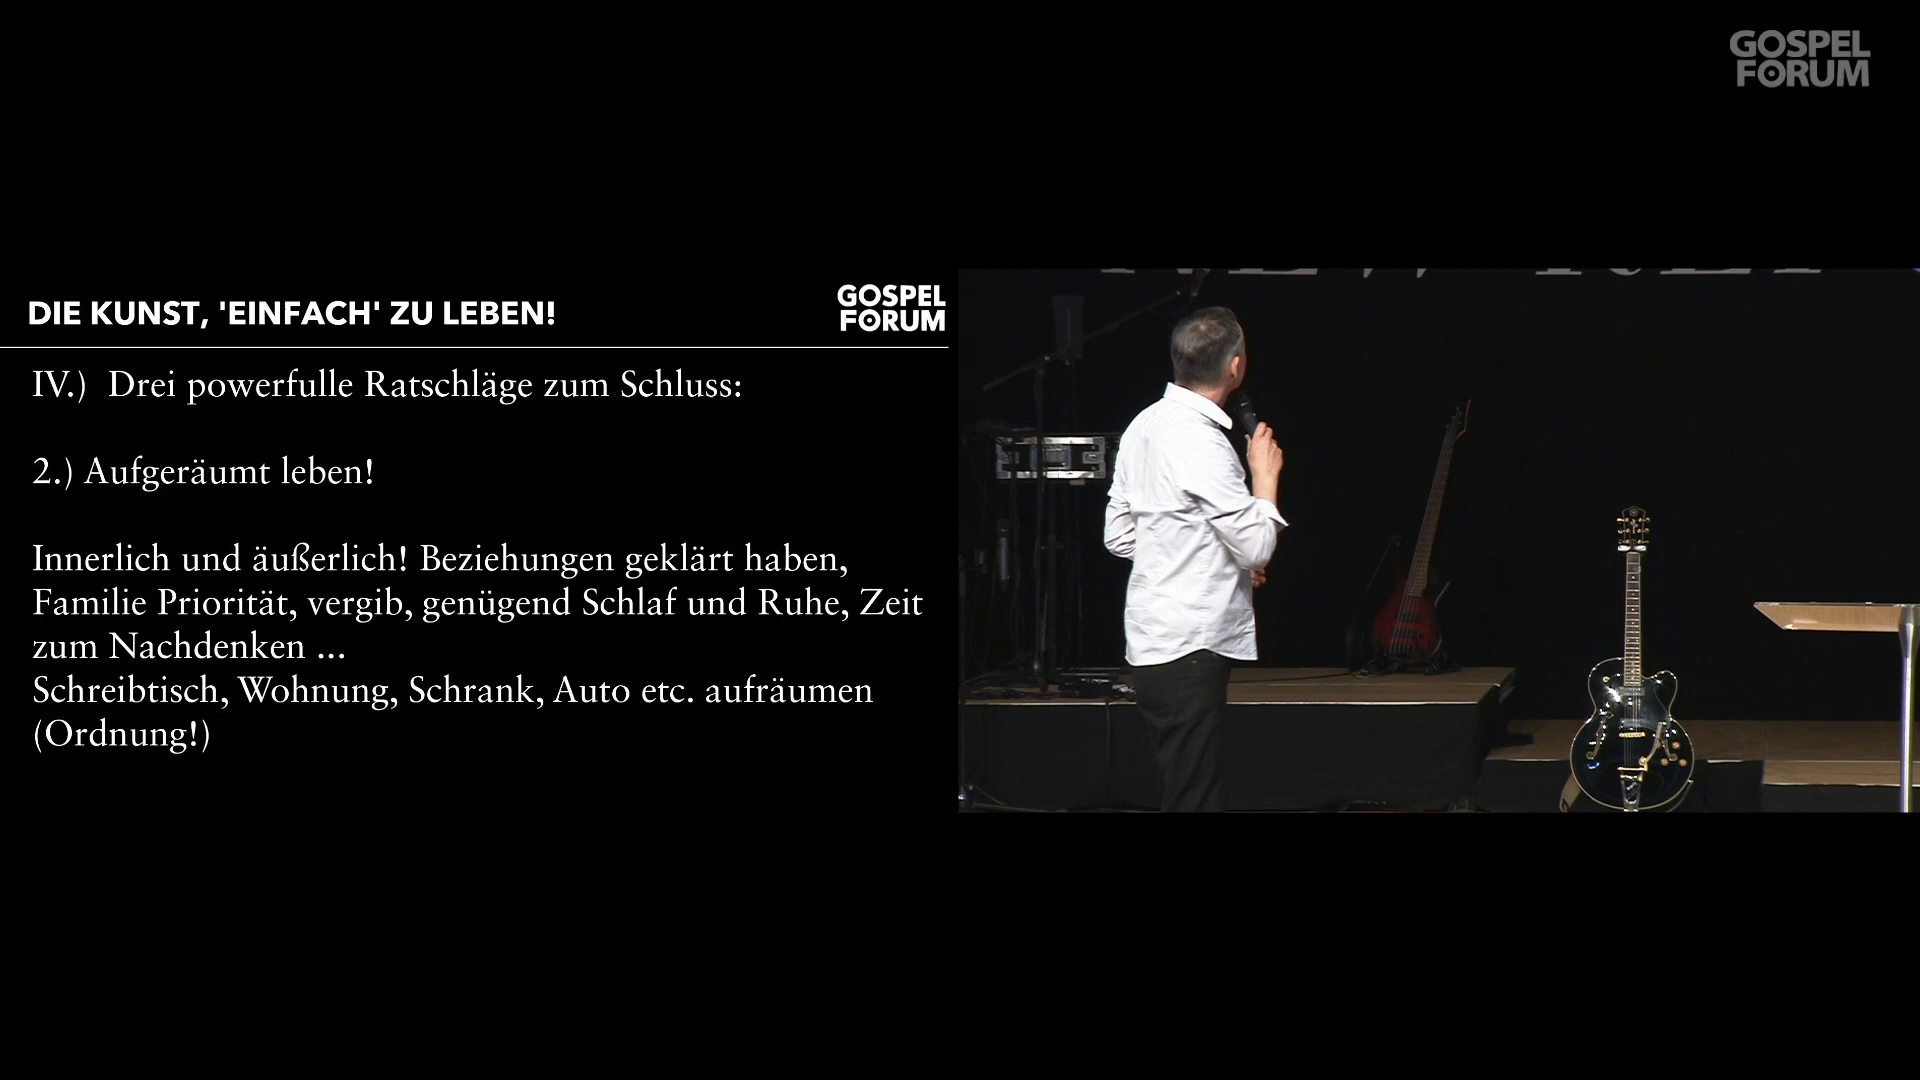 GOSPEL
FORUM
DIE KUNST, 'EINFACH' ZU LEBEN!
GOSPEL
FORUM
IV.) Drei powerfulle Ratschläge zum Schluss:
2.) Aufgeräumt leben!
Innerlich und äußerlich! Beziehungen geklärt haben,
Familie Priorität, vergib, genügend Schlaf und Ruhe, Zeit
zum Nachdenken ...
Schreibtisch, Wohnung, Schrank, Auto etc. aufräumen
(Ordnung!)